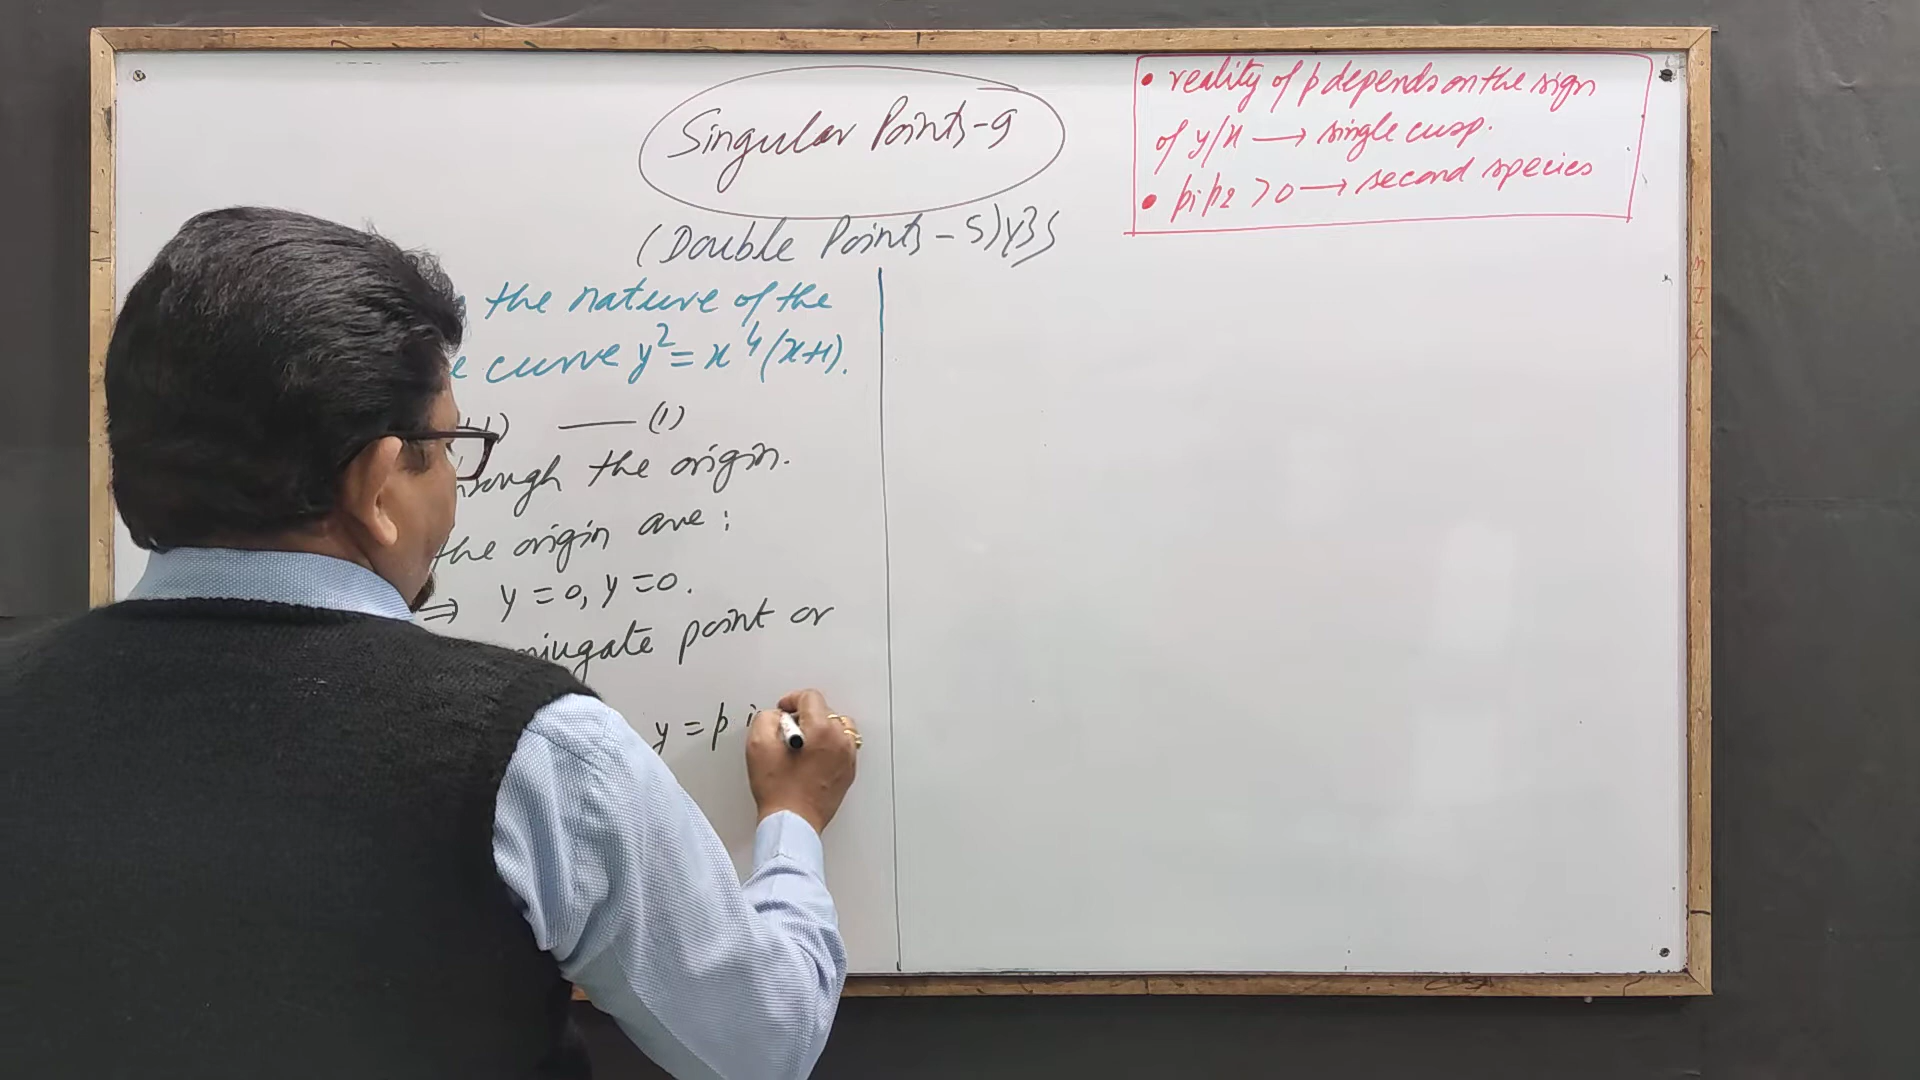 Singular Points-9
(Double Points-5)
• reality of p depends on the sign
of y/x → single cusp.
• p₁p₂ >0 → second species
the nature of the
curve y² = x⁴(x+1).
—— (1)
through the origin.
the origin are :
⇒ y = 0, y = 0.
point or
y = p